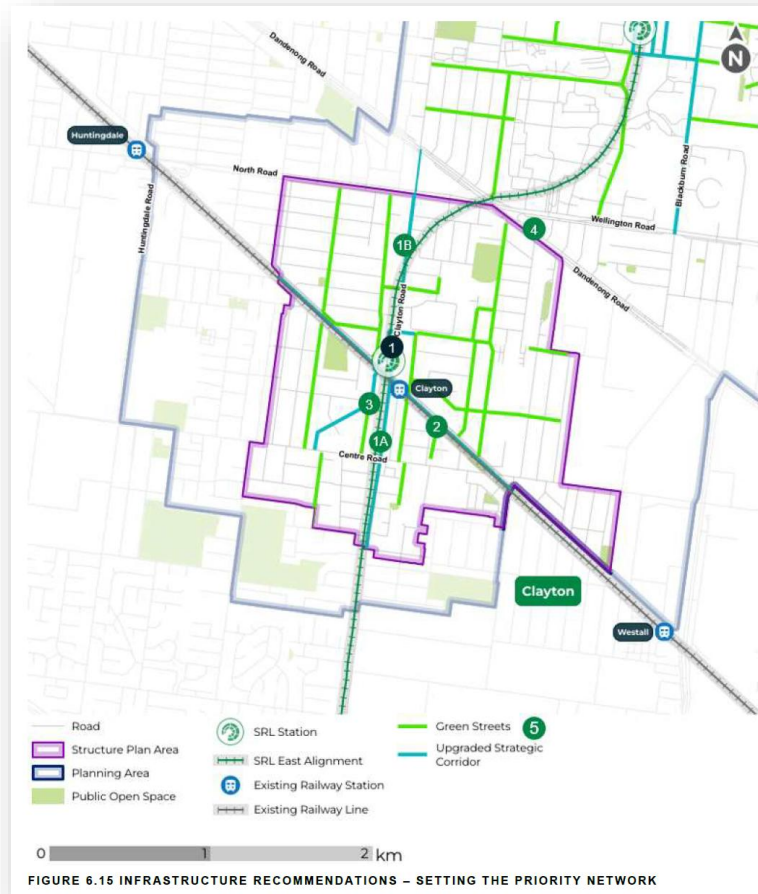 Dandenong Road
N
Huntingdale
North Road
Blackburn Road
Huntingdale Road
Wellington Road
4
1B
Dandenong Road
Clayton Road
1
Clayton
3
2
1A
Centre Road
Clayton
Westall
Road
Structure Plan Area
Planning Area
Public Open Space
SRL Station
SRL East Alignment
Existing Railway Station
Existing Railway Line
Green Streets 5
Upgraded Strategic
Corridor
0 1 2 km
FIGURE 6.15 INFRASTRUCTURE RECOMMENDATIONS – SETTING THE PRIORITY NETWORK